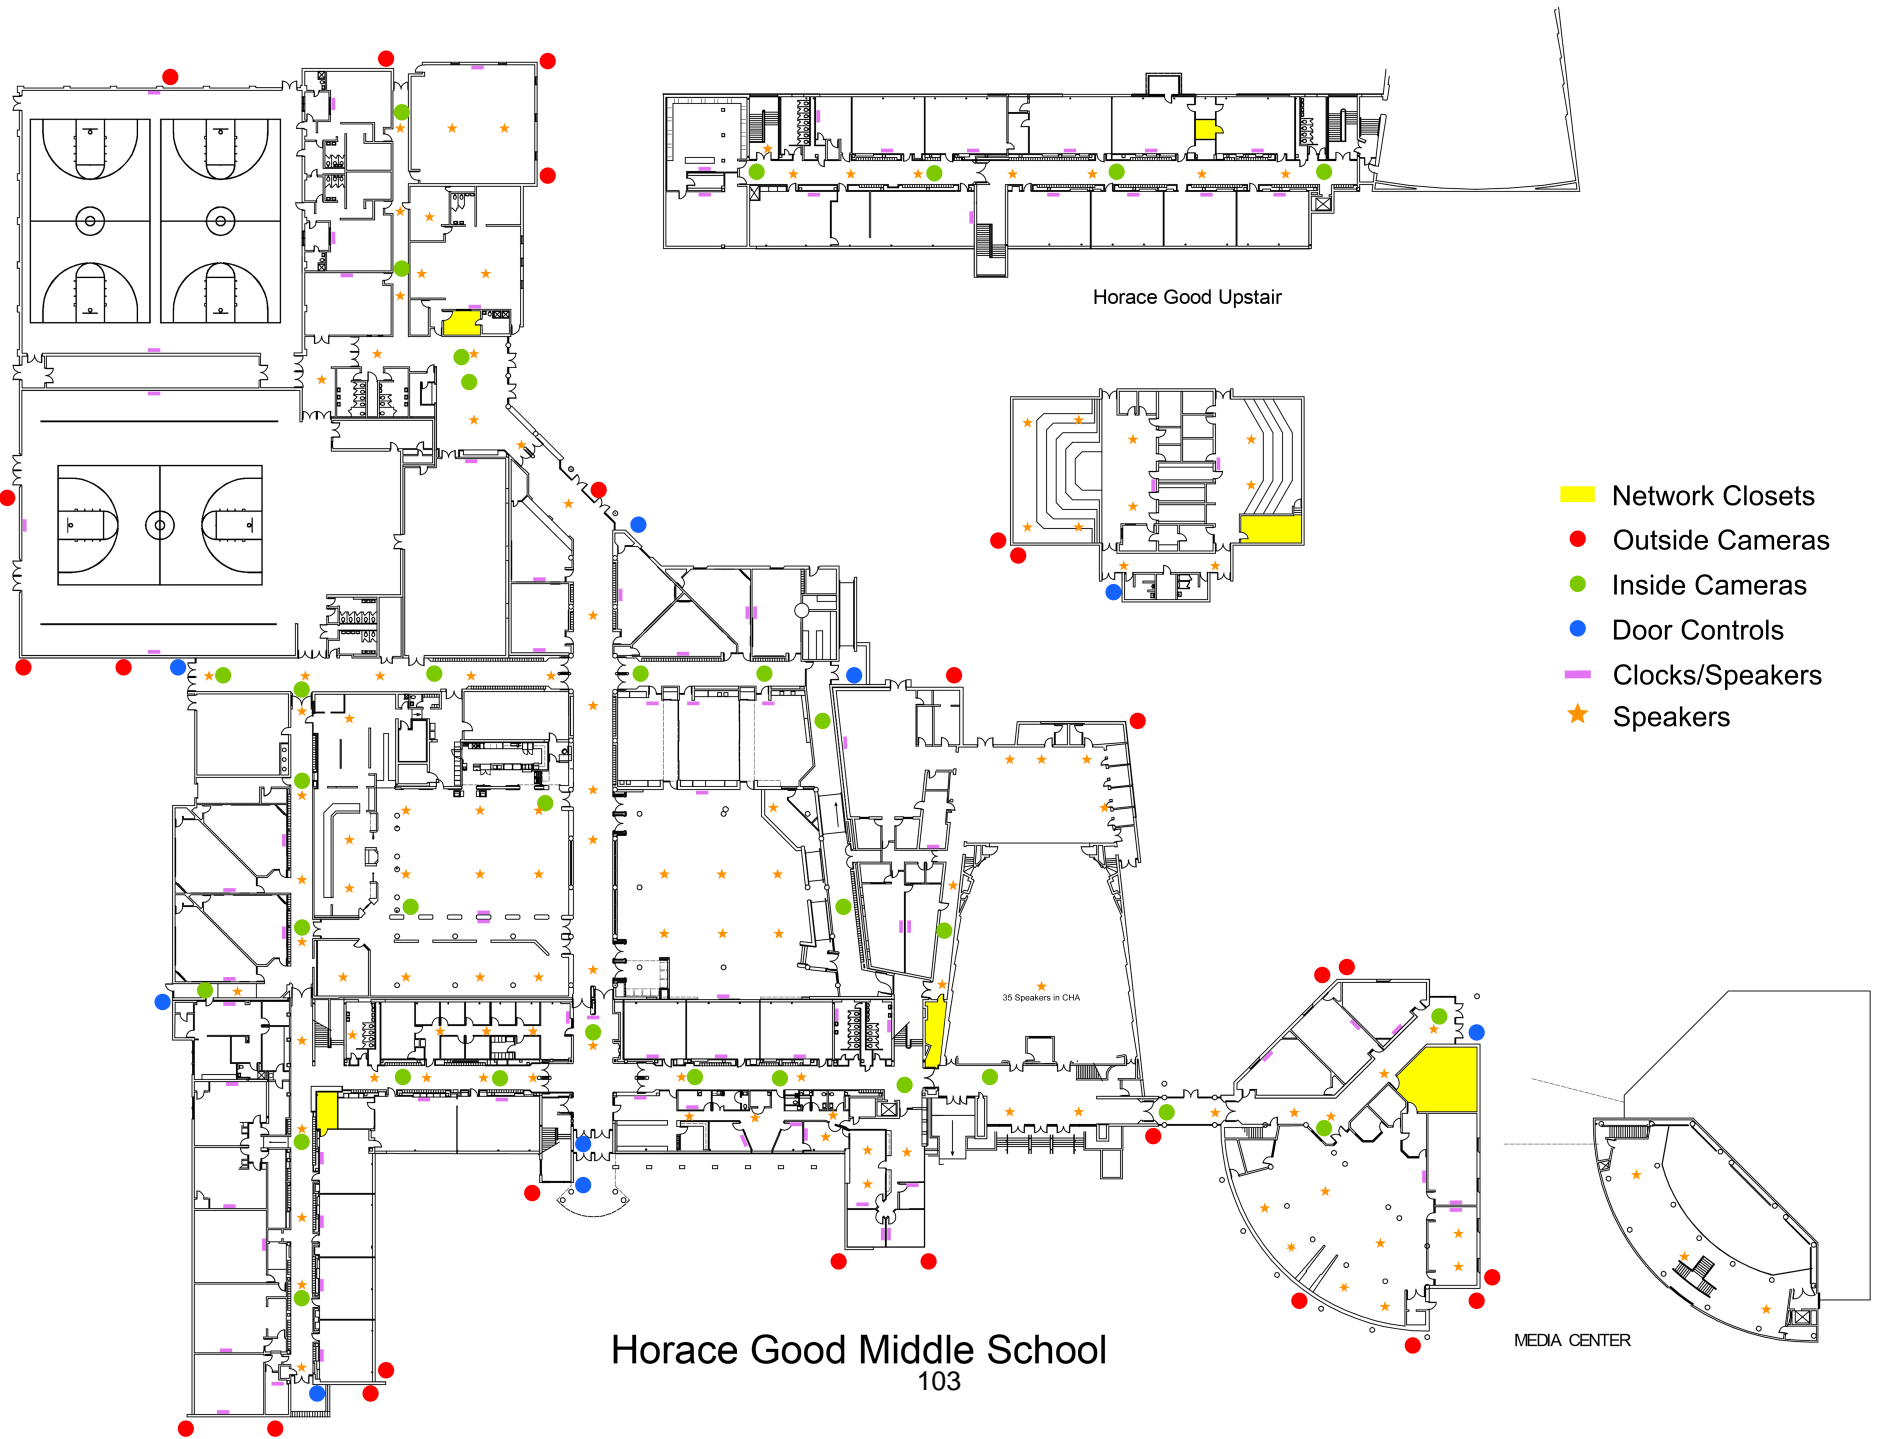 Horace Good Upstair
Network Closets
Outside Cameras
Inside Cameras
Door Controls
Clocks/Speakers
Speakers
35 Speakers in CHA
Horace Good Middle School
103
MEDIA CENTER